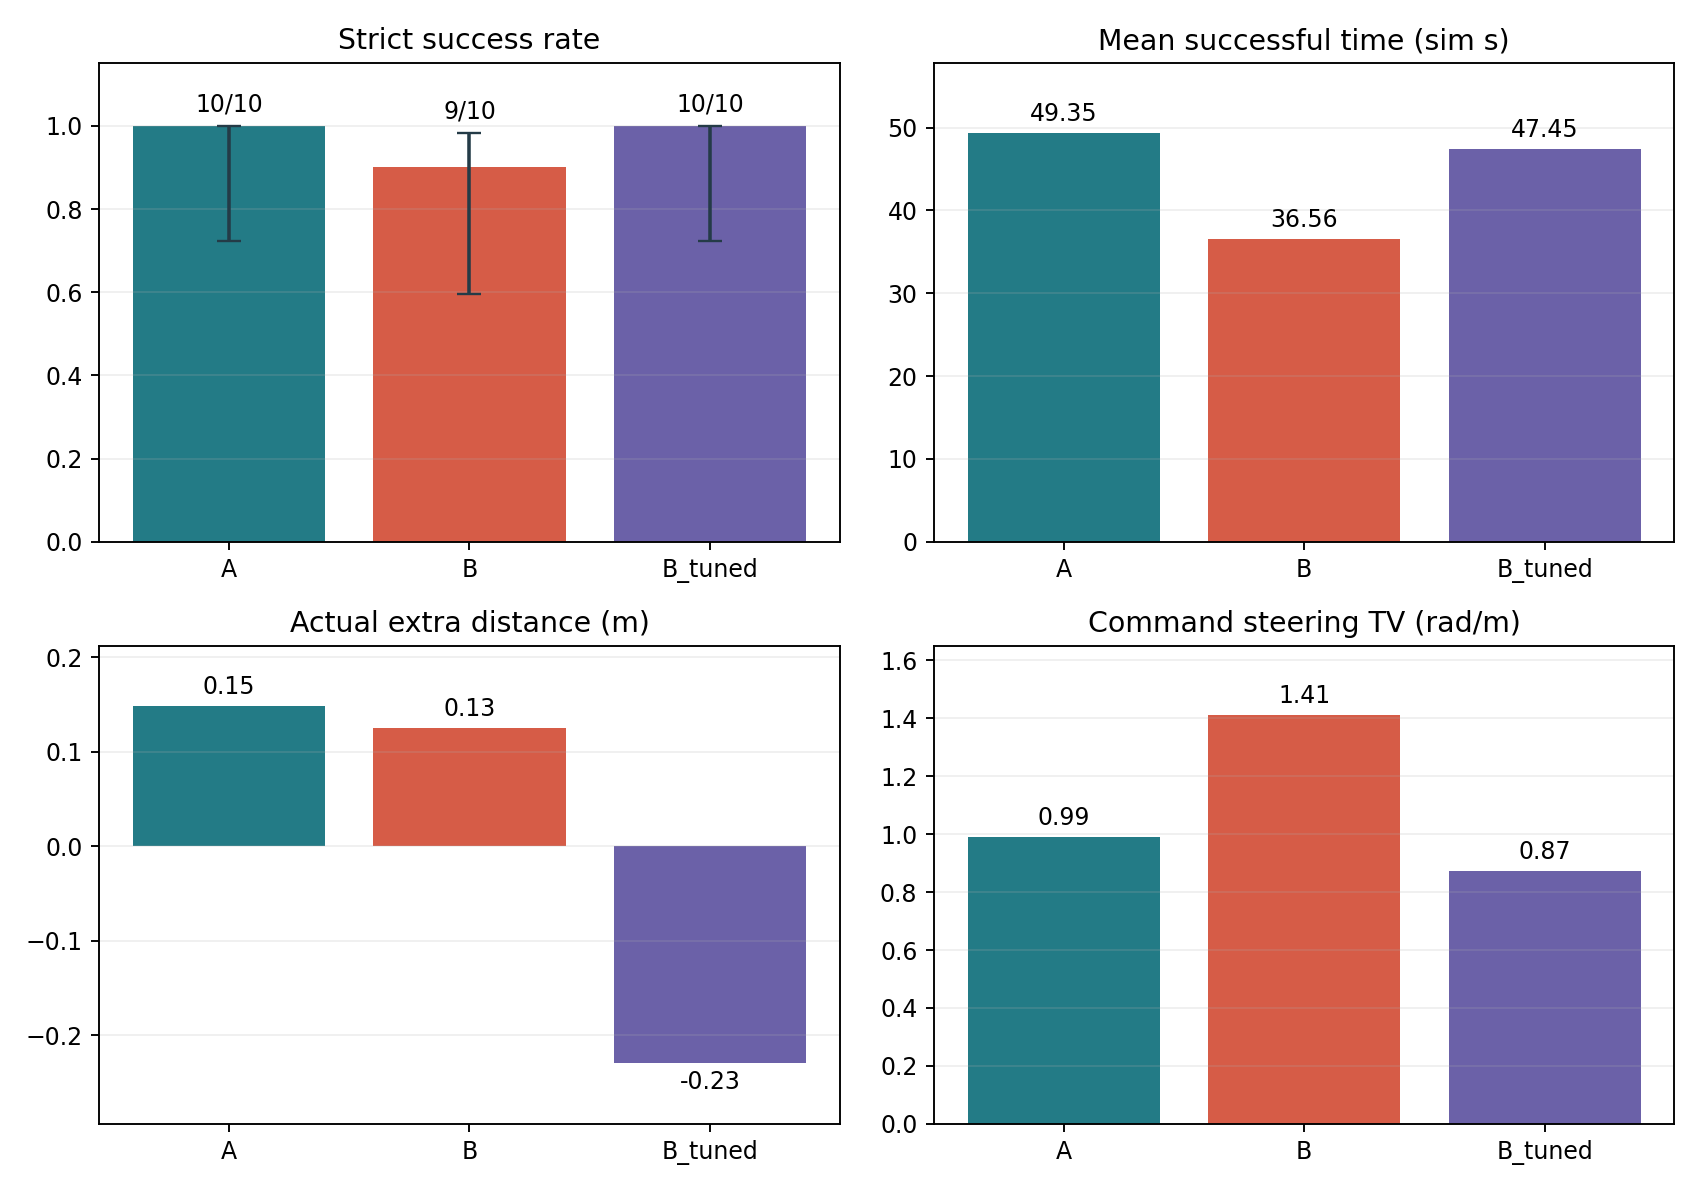 Strict success rate
10/10
9/10
10/10
1.0
0.8
0.6
0.4
0.2
0.0
A
B
B_tuned
Mean successful time (sim s)
49.35
36.56
47.45
50
40
30
20
10
0
A
B
B_tuned
Actual extra distance (m)
0.15
0.13
-0.23
0.2
0.1
0.0
−0.1
−0.2
A
B
B_tuned
Command steering TV (rad/m)
0.99
1.41
0.87
1.6
1.4
1.2
1.0
0.8
0.6
0.4
0.2
0.0
A
B
B_tuned